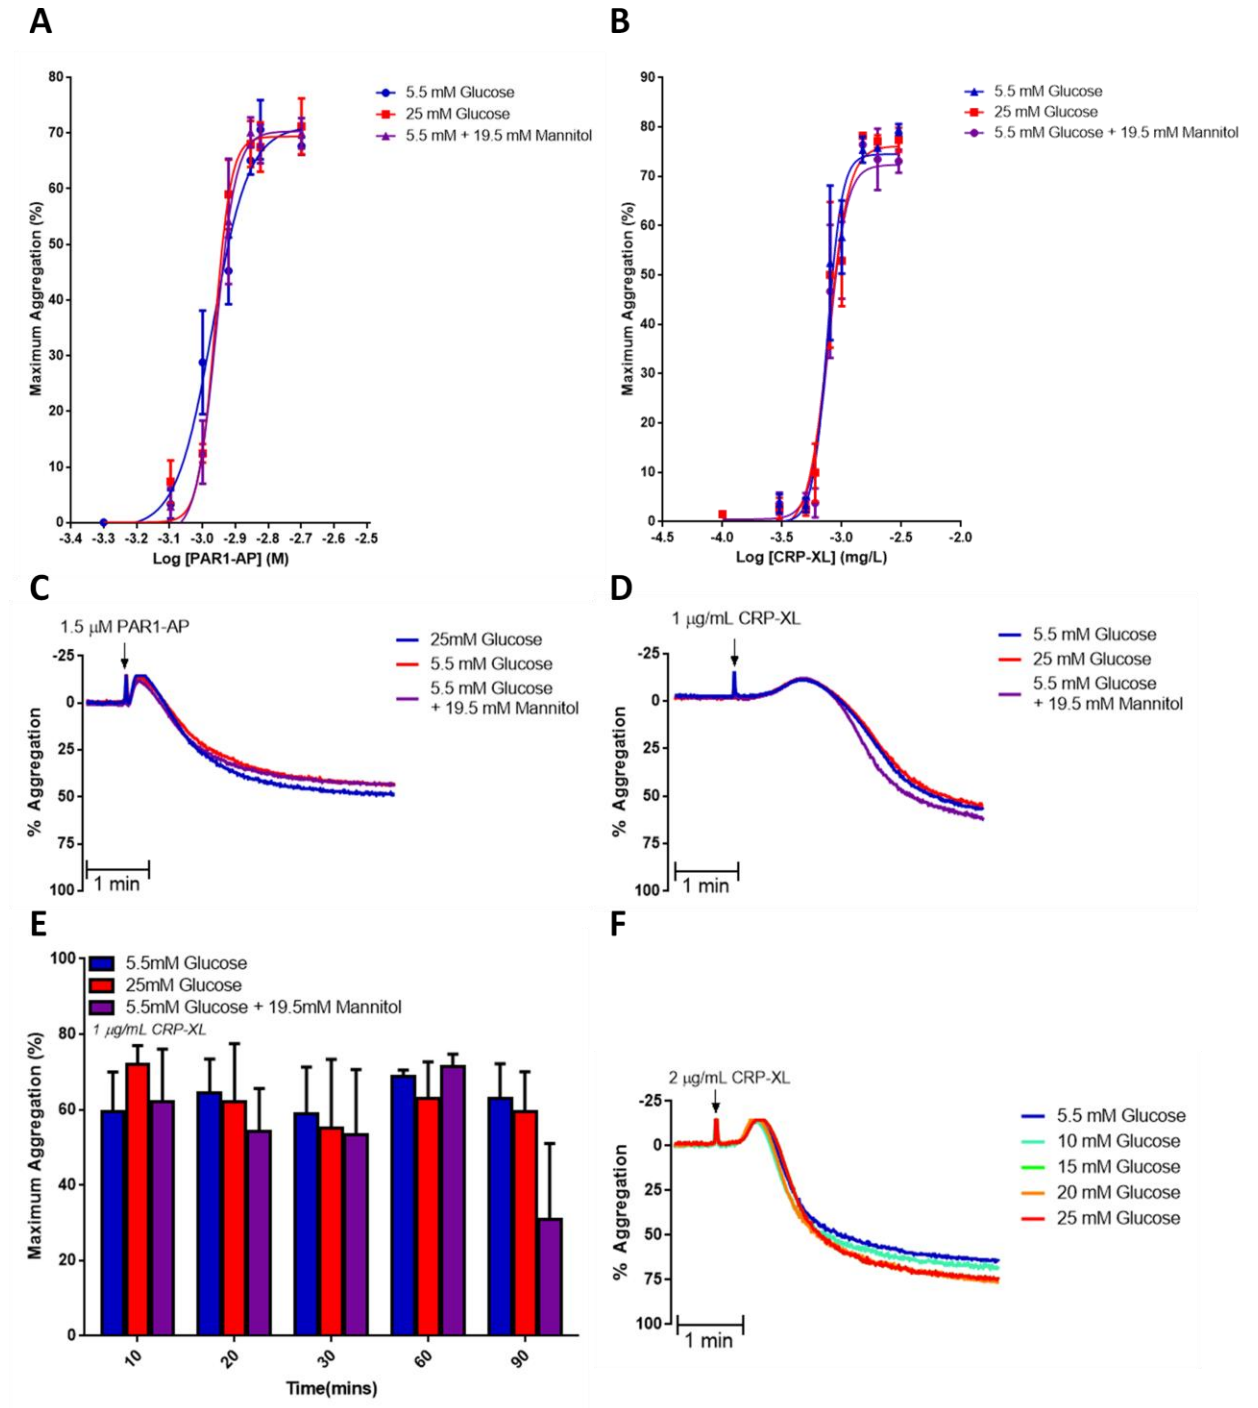 A
80
70
60
50
40
30
20
10
0
Maximum Aggregation (%)
-3.4 -3.3 -3.2 -3.1 -3.0 -2.9 -2.8 -2.7 -2.6 -2.5
Log [PAR1-AP] (M)
5.5 mM Glucose
25 mM Glucose
5.5 mM + 19.5 mM Mannitol
B
90
80
70
60
50
40
30
20
10
0
Maximum Aggregation (%)
-4.5 -4.0 -3.5 -3.0 -2.5 -2.0
Log [CRP-XL] (mg/L)
5.5 mM Glucose
25 mM Glucose
5.5 mM Glucose + 19.5 mM Mannitol
C
1.5 μM PAR1-AP
-25
0
25
50
75
100
% Aggregation
1 min
25mM Glucose
5.5 mM Glucose
5.5 mM Glucose
+ 19.5 mM Mannitol
D
1 μg/mL CRP-XL
-25
0
25
50
75
100
% Aggregation
1 min
5.5 mM Glucose
25 mM Glucose
5.5 mM Glucose
+ 19.5 mM Mannitol
E
100
80
60
40
20
0
Maximum Aggregation (%)
5.5mM Glucose
25mM Glucose
5.5mM Glucose + 19.5mM Mannitol
1 μg/mL CRP-XL
10 20 30 60 90
Time(mins)
F
2 μg/mL CRP-XL
-25
0
25
50
75
100
% Aggregation
1 min
5.5 mM Glucose
10 mM Glucose
15 mM Glucose
20 mM Glucose
25 mM Glucose